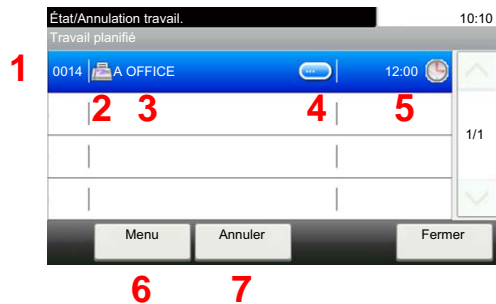 État/Annulation travail. 10:10
Travail planifié
1 0014 A OFFICE ... 12:00
2 3 4 5
1/1
Menu Annuler Fermer
6 7